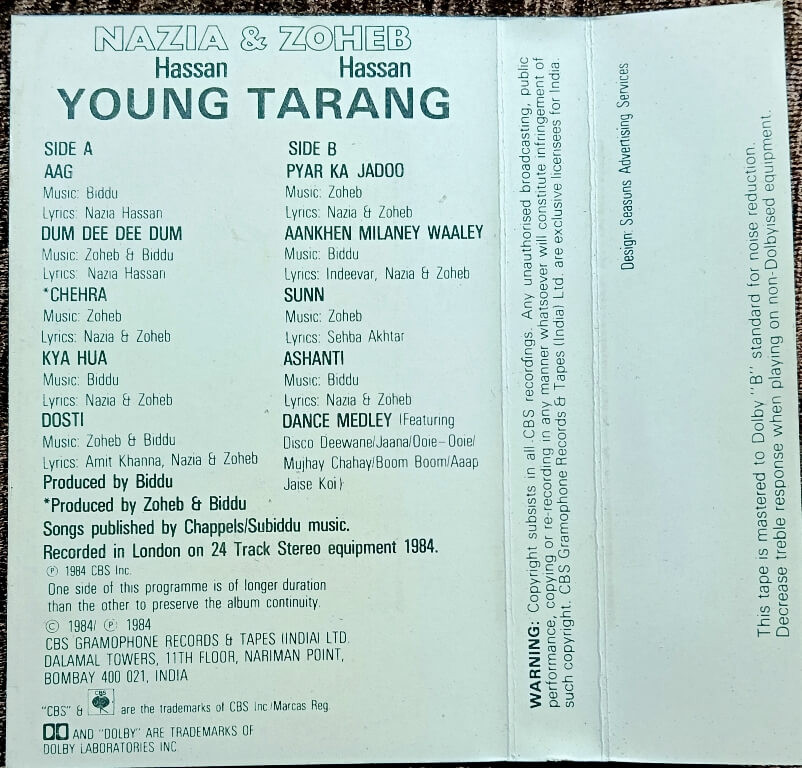 NAZIA & ZOHEB
Hassan Hassan
YOUNG TARANG
SIDE A
AAG
Music: Biddu
Lyrics: Nazia Hassan
DUM DEE DEE DUM
Music: Zoheb & Biddu
Lyrics: Nazia Hassan
*CHEHRA
Music: Zoheb
Lyrics: Nazia & Zoheb
KYA HUA
Music: Biddu
Lyrics: Nazia & Zoheb
DOSTI
Music: Zoheb & Biddu
Lyrics: Amit Khanna, Nazia & Zoheb
SIDE B
PYAR KA JADOO
Music: Zoheb
Lyrics: Nazia & Zoheb
AANKHEN MILANEY WAALEY
Music: Biddu
Lyrics: Indeevar, Nazia & Zoheb
SUNN
Music: Zoheb
Lyrics: Sehba Akhtar
ASHANTI
Music: Biddu
Lyrics: Nazia & Zoheb
DANCE MEDLEY (Featuring
Disco Deewane/Jaana/Ooie-Ooie/
Mujhay Chahay/Boom Boom/Aaap
Jaise Koi)
Produced by Biddu
*Produced by Zoheb & Biddu
Songs published by Chappels/Subiddu music.
Recorded in London on 24 Track Stereo equipment 1984.
℗ 1984 CBS Inc.
One side of this programme is of longer duration
than the other to preserve the album continuity.
© 1984/ ℗ 1984
CBS GRAMOPHONE RECORDS & TAPES (INDIA) LTD.
DALAMAL TOWERS, 11TH FLOOR, NARIMAN POINT,
BOMBAY 400 021, INDIA
"CBS" & CBS are the trademarks of CBS Inc./Marcas Reg.
AND "DOLBY" ARE TRADEMARKS OF
DOLBY LABORATORIES INC.
WARNING: Copyright subsists in all CBS recordings. Any unauthorised broadcasting, public
performance, copying or re-recording in any manner whatsoever will constitute infringement of
such copyright. CBS Gramophone Records & Tapes (India) Ltd. are exclusive licensees for India.
Design: Seasuns Advertising Services
This tape is mastered to Dolby "B" standard for noise reduction.
Decrease treble response when playing on non-Dolbyised equipment.